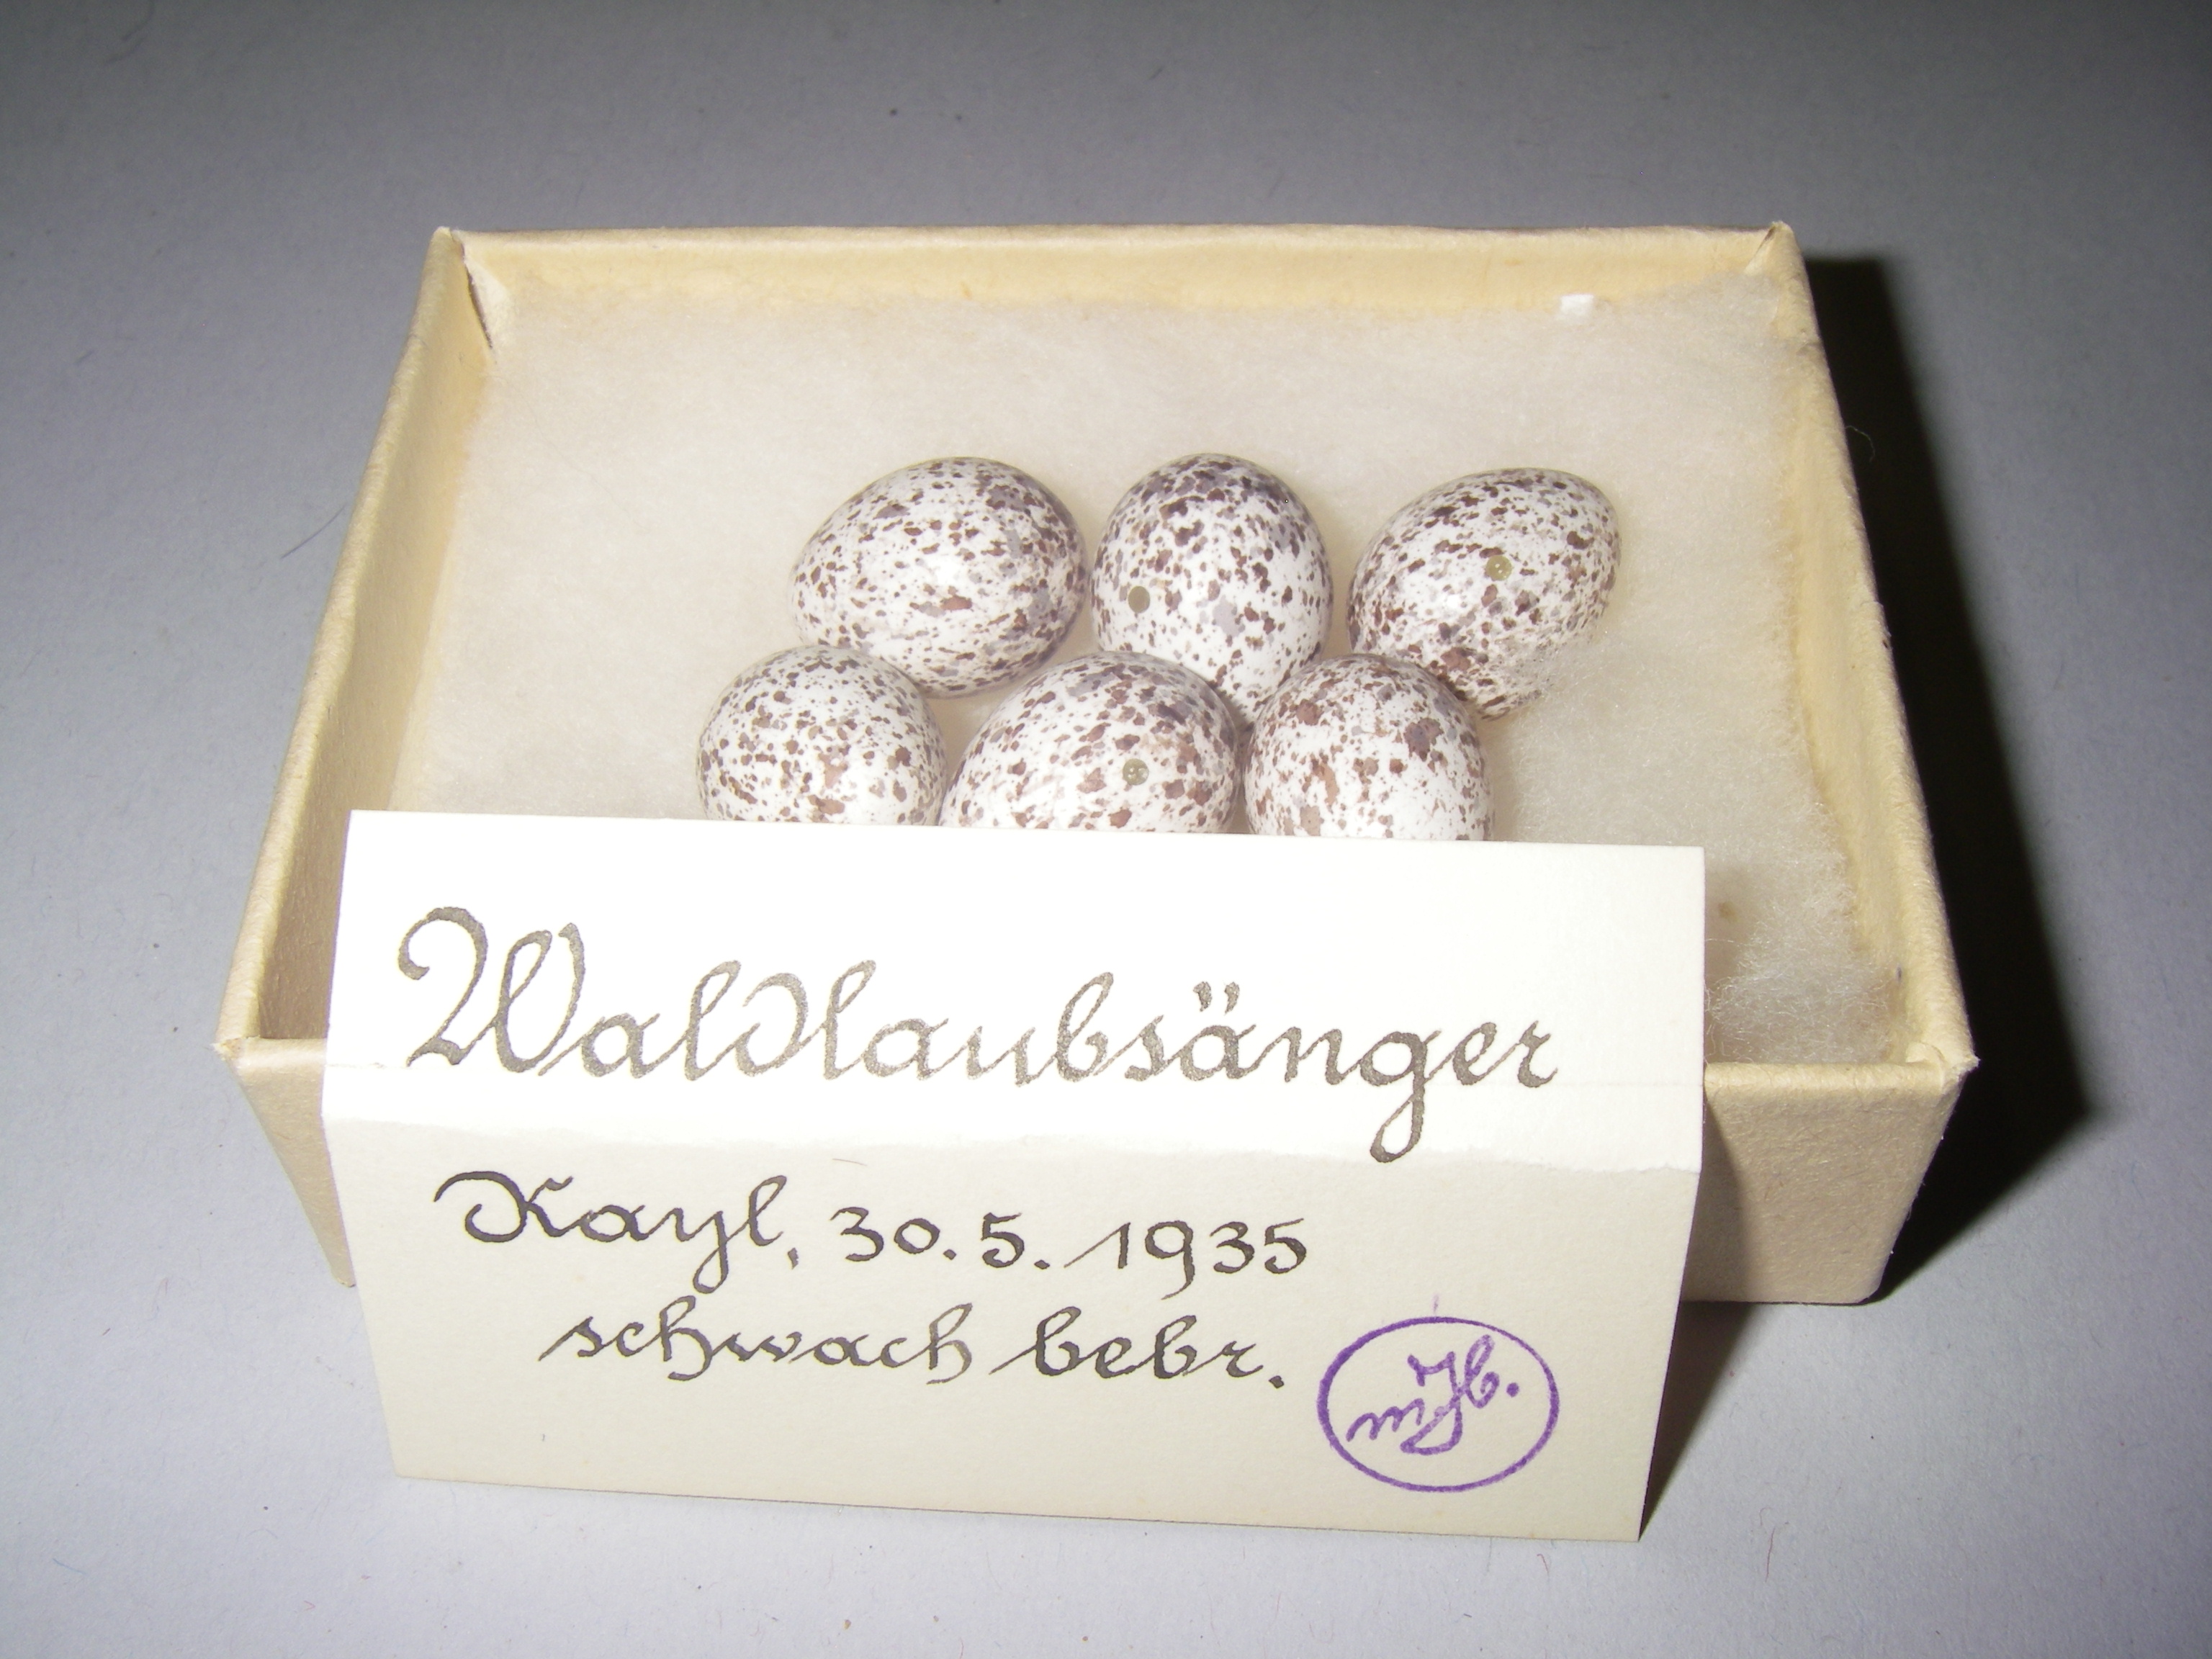 Waldlaubsänger
Kayl, 30.5.1935
schwach bebr.